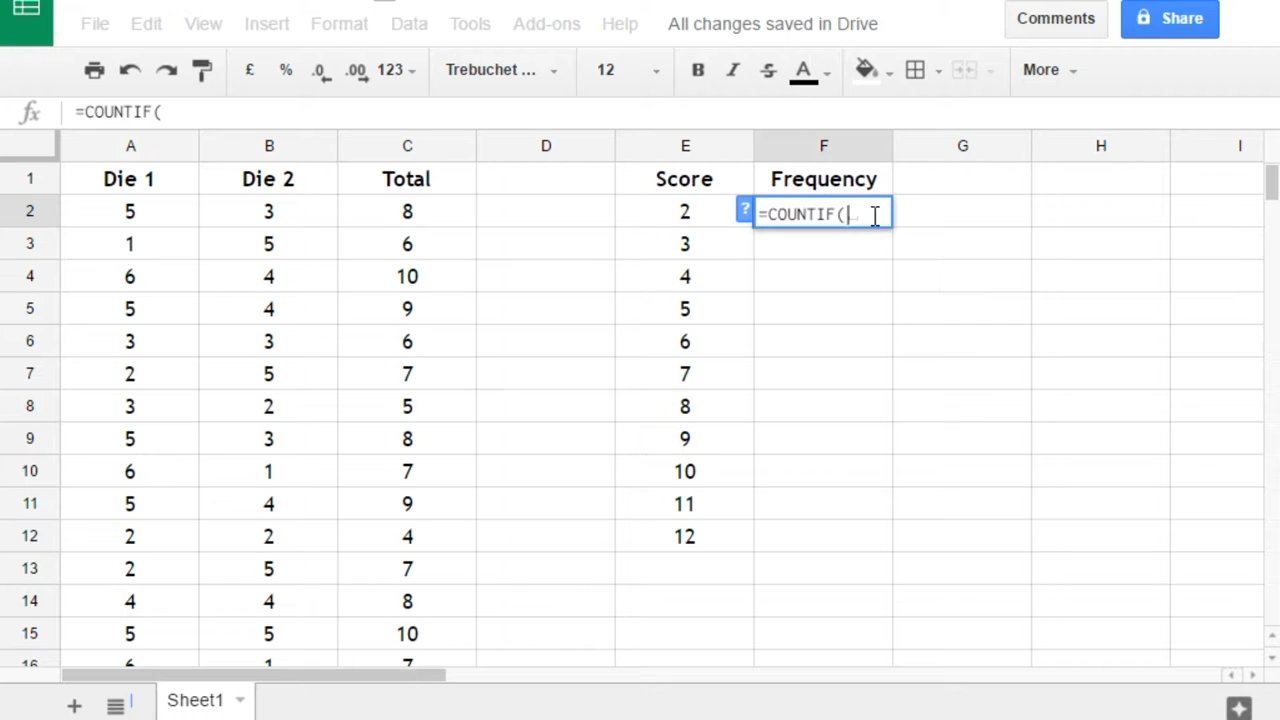 File Edit View Insert Format Data Tools Add-ons Help All changes saved in Drive Comments Share
£ % .0 .00 123 Trebuchet ... 12 B I S A More
fx =COUNTIF(
A B C D E F G H I
1 Die 1 Die 2 Total Score Frequency
2 5 3 8 2 ? =COUNTIF(
3 1 5 6 3
4 6 4 10 4
5 5 4 9 5
6 3 3 6 6
7 2 5 7 7
8 3 2 5 8
9 5 3 8 9
10 6 1 7 10
11 5 4 9 11
12 2 2 4 12
13 2 5 7
14 4 4 8
15 5 5 10
16 6 1 7
+ Sheet1